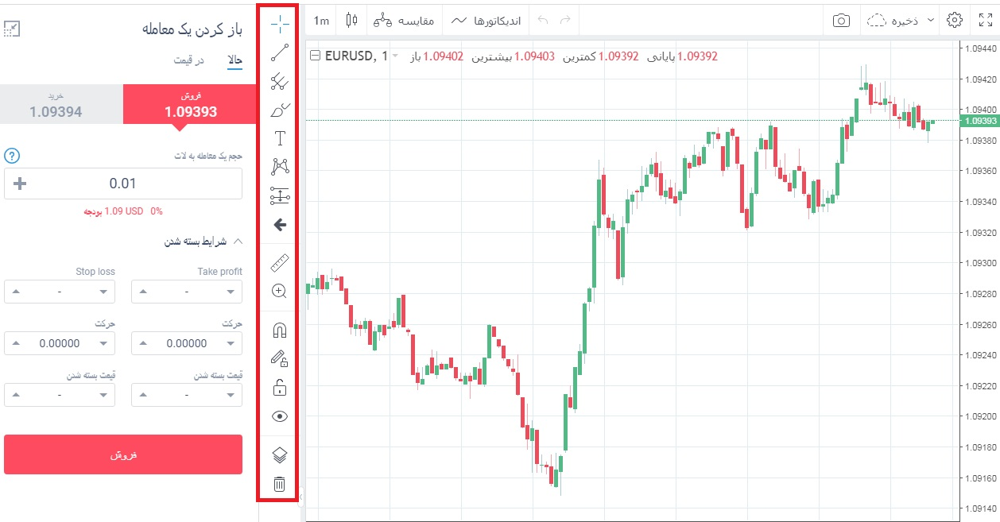 باز کردن یک معامله
حالا
در قیمت
فروش
1.09393
خرید
1.09394
حجم یک معامله به لات
?
0.01
بودجه 1.09 USD 0%
شرایط بسته شدن
Take profit
Stop loss
-
-
حرکت
حرکت
0.00000
0.00000
قیمت بسته شدن
قیمت بسته شدن
-
-
فروش
T
1m
مقایسه
اندیکاتورها
ذخیره
EURUSD, 1
باز 1.09402 بیشترین 1.09403 کمترین 1.09392 پایانی 1.09392
1.09440
1.09420
1.09400
1.09393
1.09380
1.09360
1.09340
1.09320
1.09300
1.09280
1.09260
1.09240
1.09220
1.09200
1.09180
1.09160
1.09140